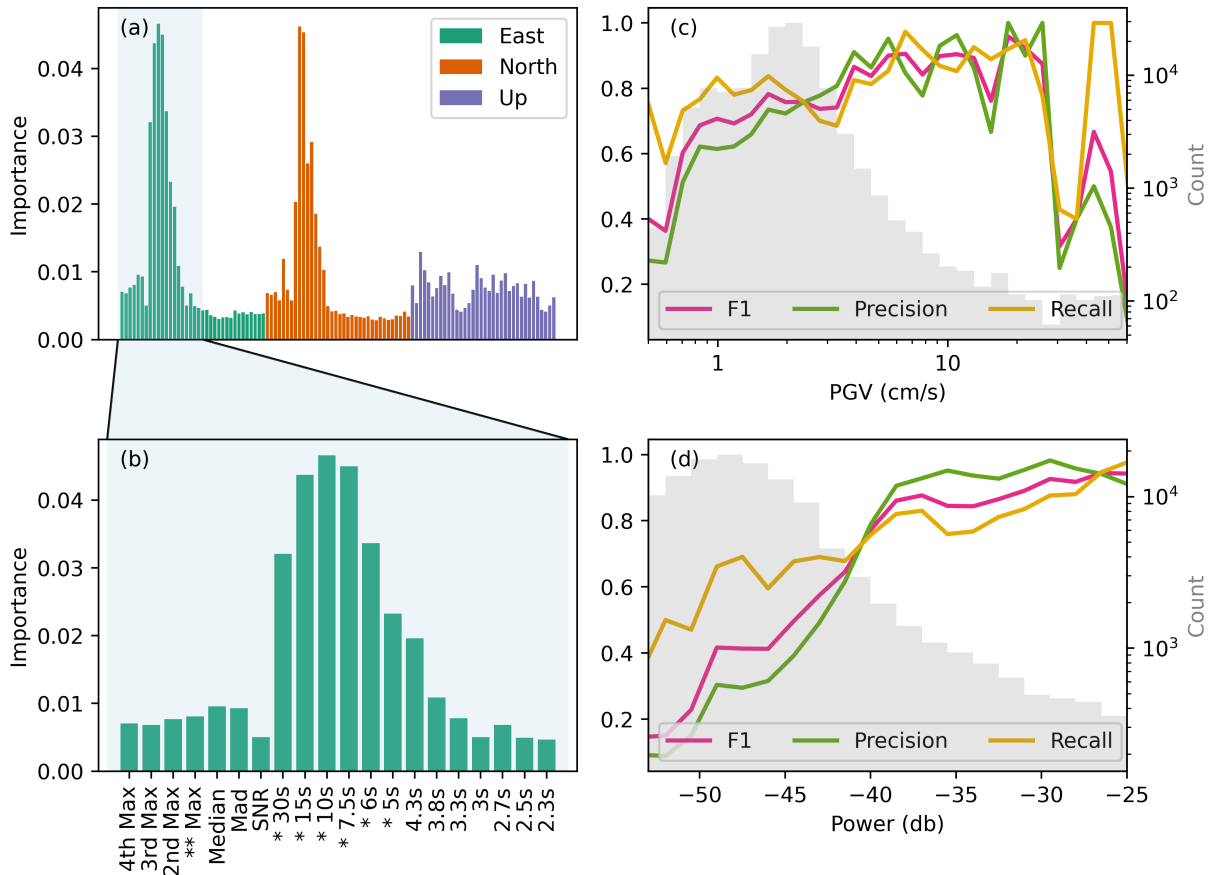 (a)
East
North
Up
Importance
0.04
0.03
0.02
0.01
0.00
(b)
Importance
0.04
0.03
0.02
0.01
0.00
4th Max
3rd Max
2nd Max
** Max
Median
Mad
SNR
* 30s
* 15s
* 10s
* 7.5s
* 6s
* 5s
4.3s
3.8s
3.3s
3s
2.7s
2.5s
2.3s
(c)
1.0
0.8
0.6
0.4
0.2
F1 Precision Recall
10⁴
10³
10²
Count
1 10
PGV (cm/s)
(d)
1.0
0.8
0.6
0.4
0.2
F1 Precision Recall
10⁴
10³
Count
−50 −45 −40 −35 −30 −25
Power (db)